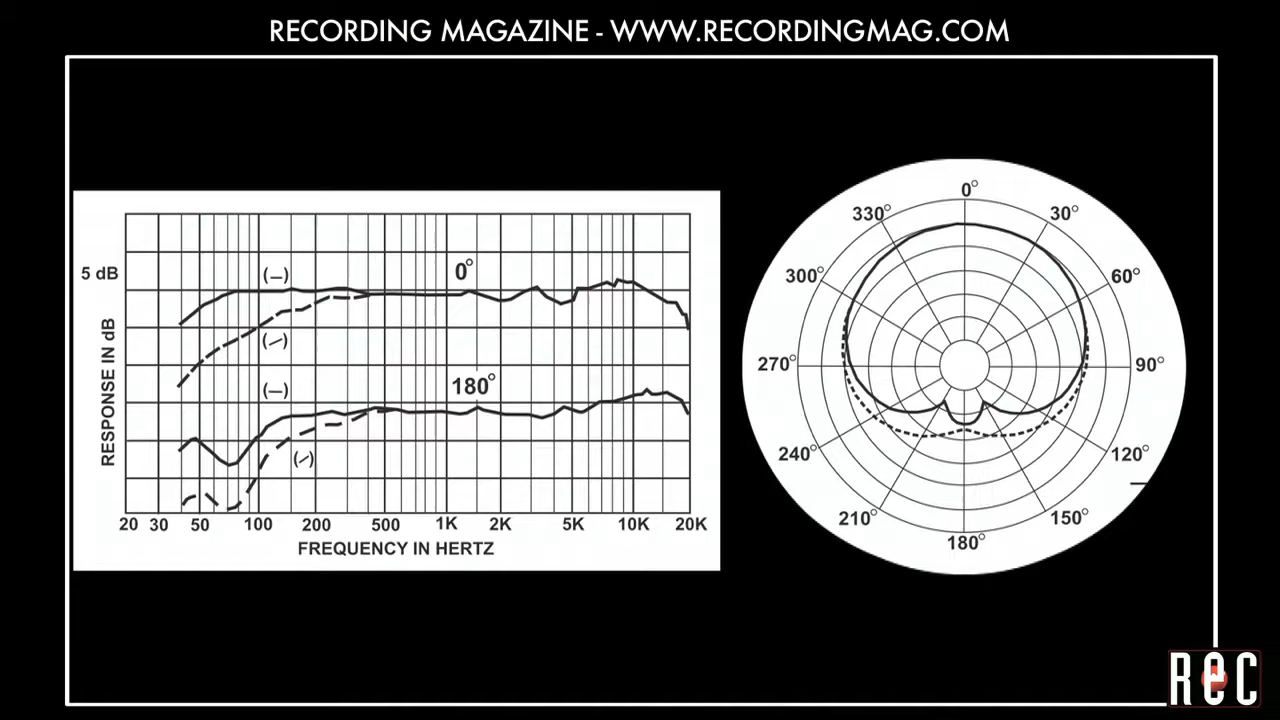 RECORDING MAGAZINE - WWW.RECORDINGMAG.COM
5 dB
RESPONSE IN dB
(—)
0°
(⁄)
(—)
180°
(⁄)
20 30 50 100 200 500 1K 2K 5K 10K 20K
FREQUENCY IN HERTZ
0°
330° 30°
300° 60°
270° 90°
240° 120°
210° 150°
180°
REC